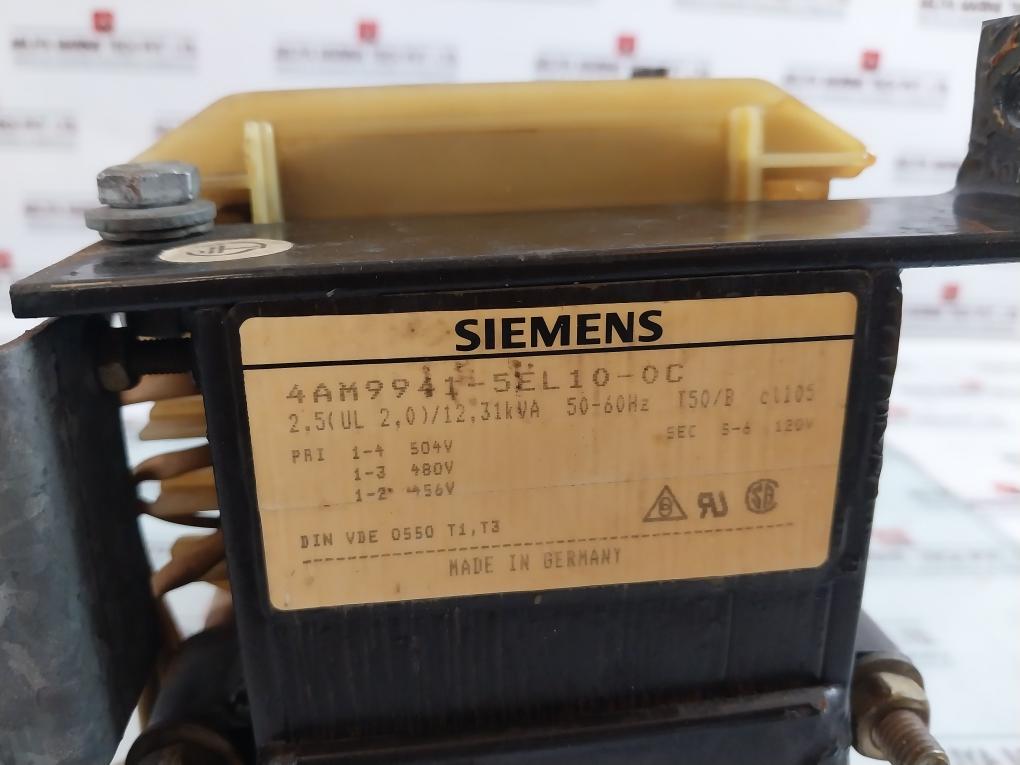 SIEMENS
4AM9941-5EL10-0C
2.5(UL 2,0)/12,31kVA 50-60Hz T50/B cl105
PRI 1-4 504V SEC 5-6 120V
1-3 480V
1-2 456V
DIN VDE 0550 T1,T3
MADE IN GERMANY